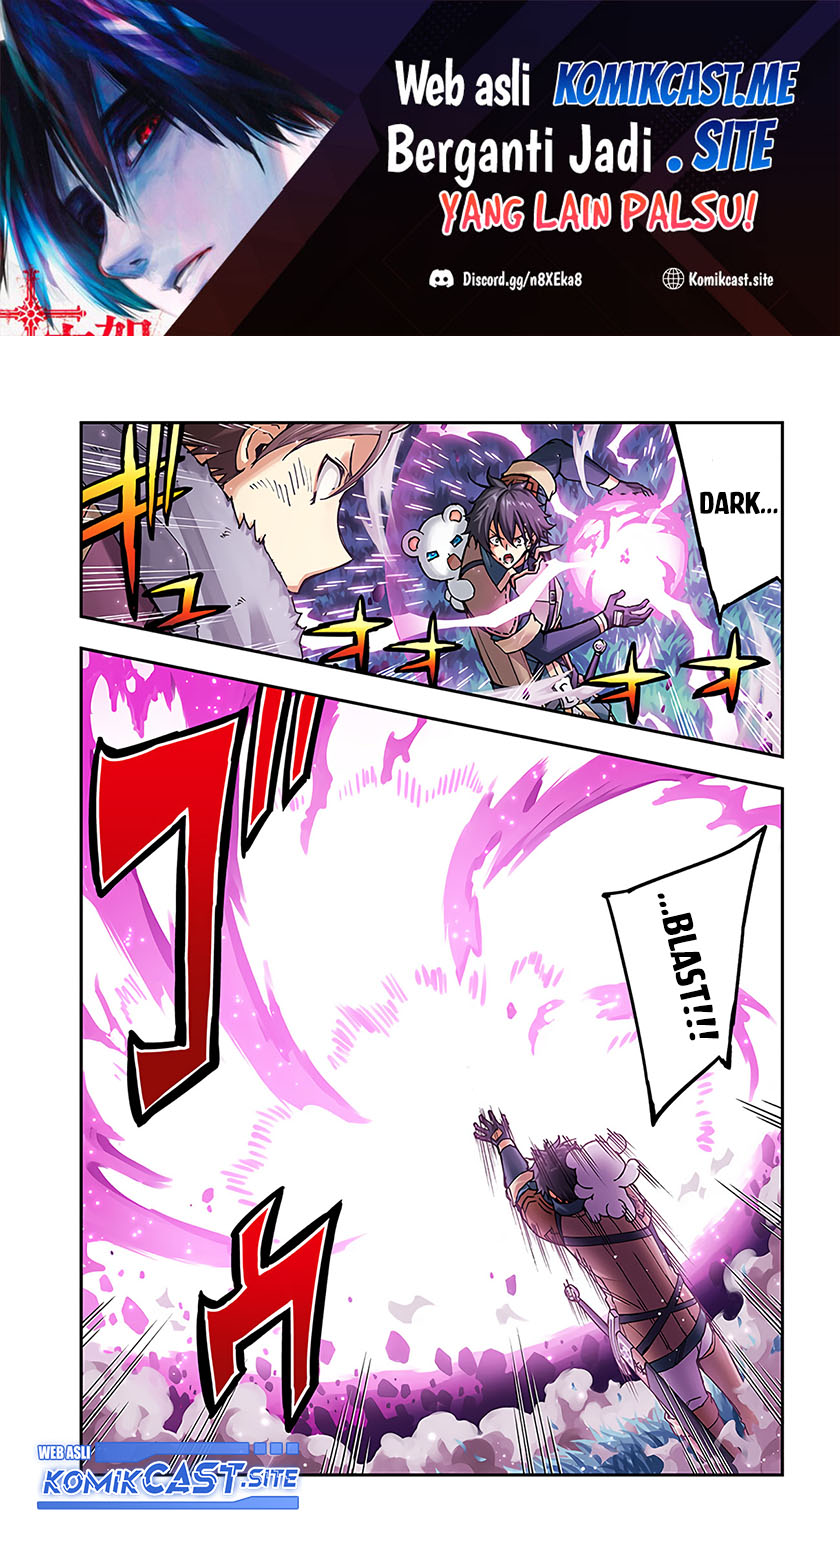 Web asli KOMIKCAST.ME
Berganti Jadi . SITE
YANG LAIN PALSU!
Discord.gg/n8XEka8 Komikcast.site
DARK...
ギュオオオオ
...BLAST!!!
ゴウ
WEB ASLI
KOMIKCAST.SITE